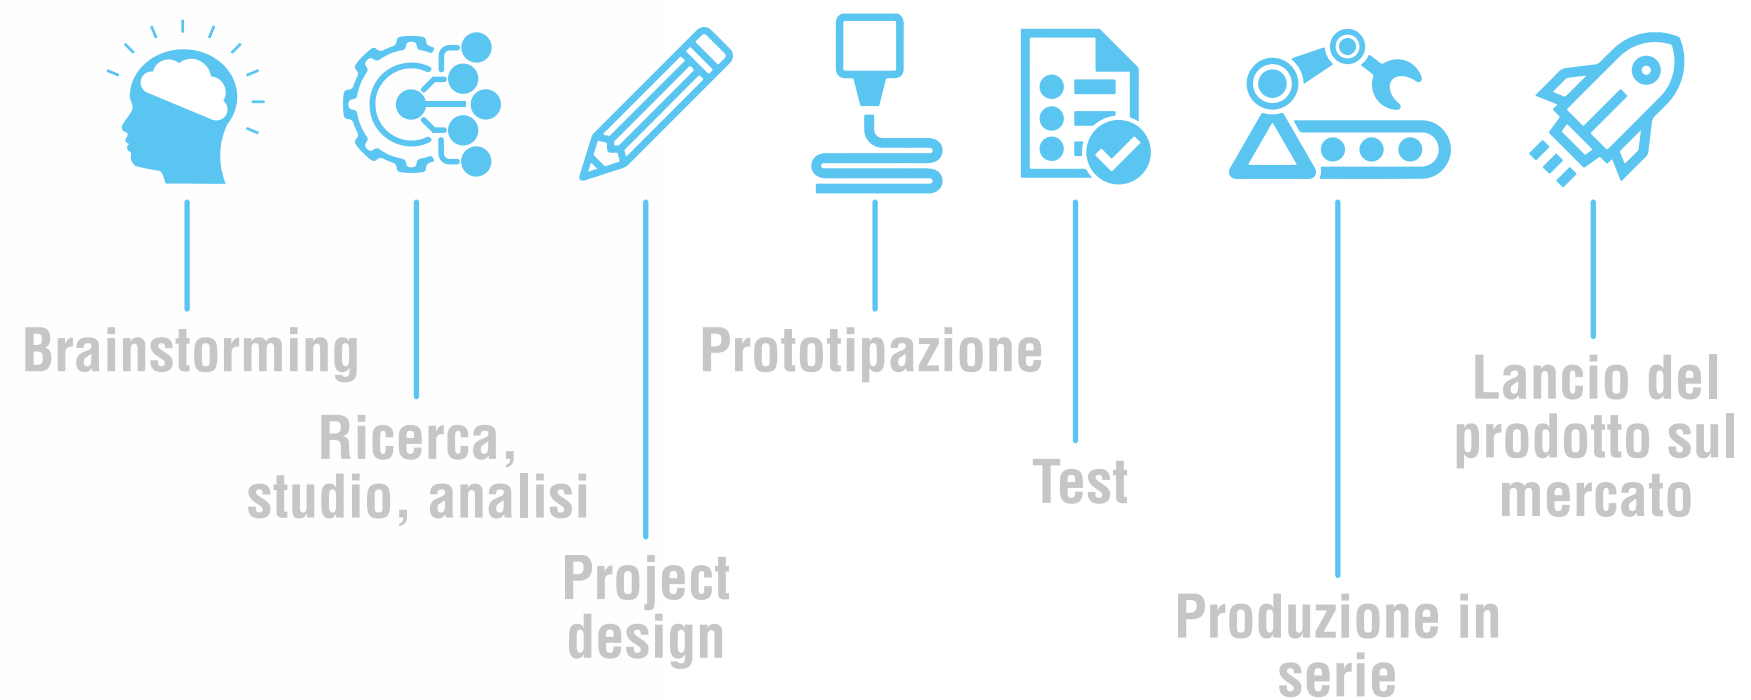 Brainstorming
Ricerca,
studio, analisi
Project
design
Prototipazione
Test
Produzione in
serie
Lancio del
prodotto sul
mercato